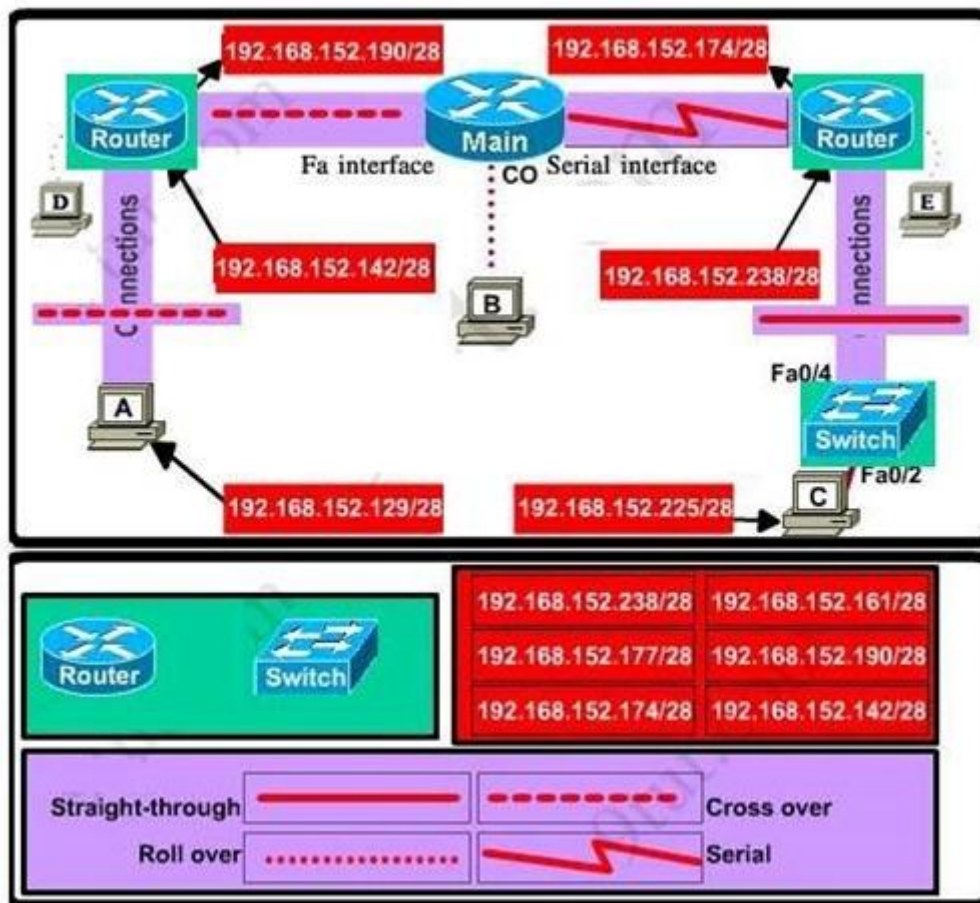 192.168.152.190/28
192.168.152.174/28
Router
Main
Router
Fa interface
CO
Serial interface
D
E
192.168.152.142/28
192.168.152.238/28
B
A
Fa0/4
Switch
Fa0/2
C
192.168.152.129/28
192.168.152.225/28
Router
Switch
192.168.152.238/28
192.168.152.161/28
192.168.152.177/28
192.168.152.190/28
192.168.152.174/28
192.168.152.142/28
Straight-through
Cross over
Roll over
Serial